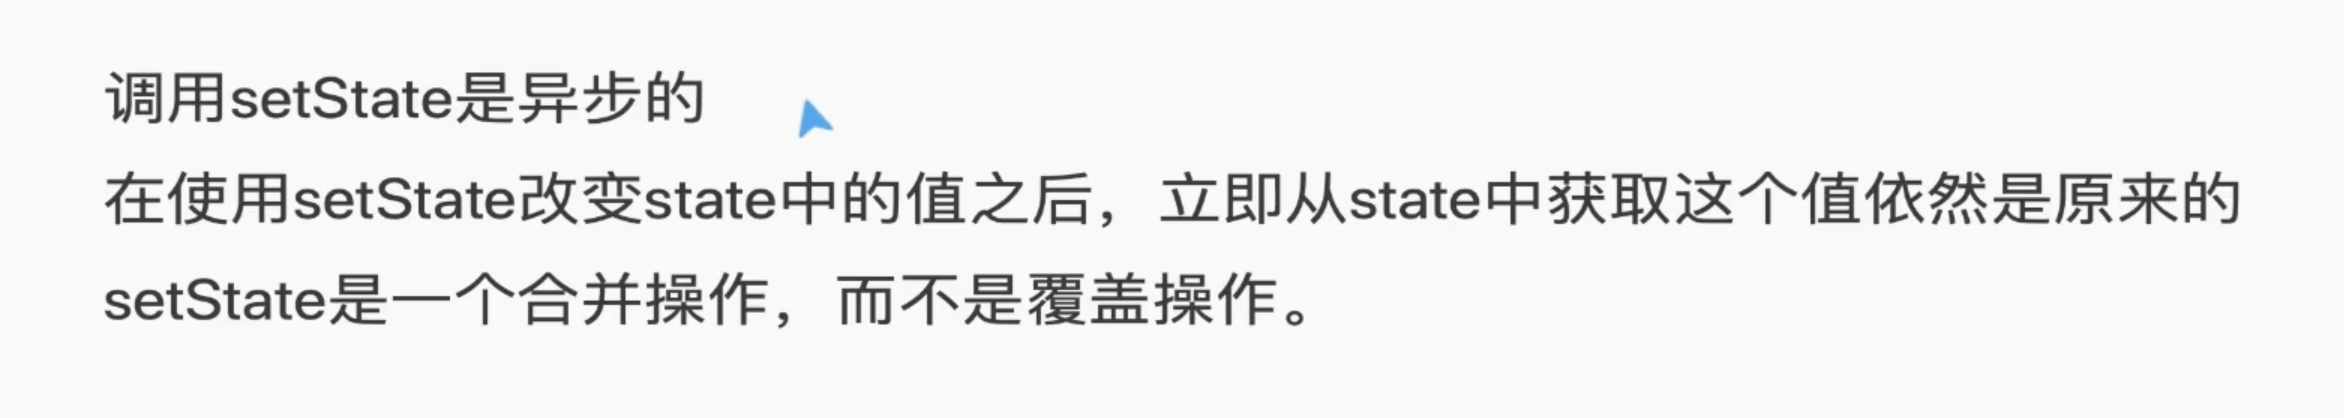 调用setState是异步的
在使用setState改变state中的值之后，立即从state中获取这个值依然是原来的
setState是一个合并操作，而不是覆盖操作。